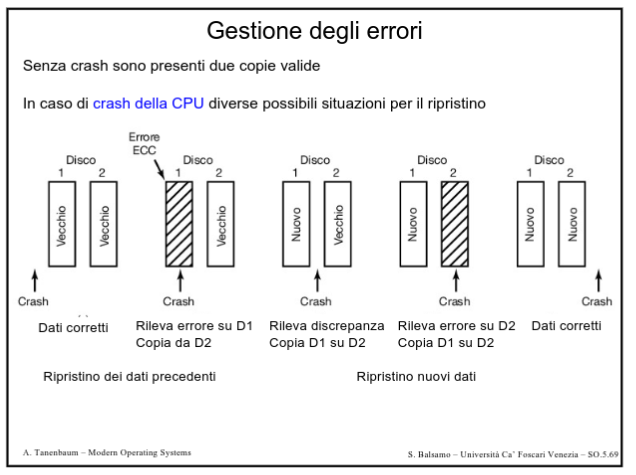 Gestione degli errori
Senza crash sono presenti due copie valide
In caso di crash della CPU diverse possibili situazioni per il ripristino
Errore
ECC
Disco
1 2
Vecchio Vecchio
Crash
Dati corretti
Disco
1 2
Vecchio
Crash
Rileva errore su D1
Copia da D2
Disco
1 2
Nuovo Vecchio
Crash
Rileva discrepanza
Copia D1 su D2
Disco
1 2
Nuovo
Crash
Rileva errore su D2
Copia D1 su D2
Disco
1 2
Nuovo Nuovo
Crash
Dati corretti
Ripristino dei dati precedenti
Ripristino nuovi dati
A. Tanenbaum – Modern Operating Systems
S. Balsamo – Università Ca' Foscari Venezia – SO.5.69